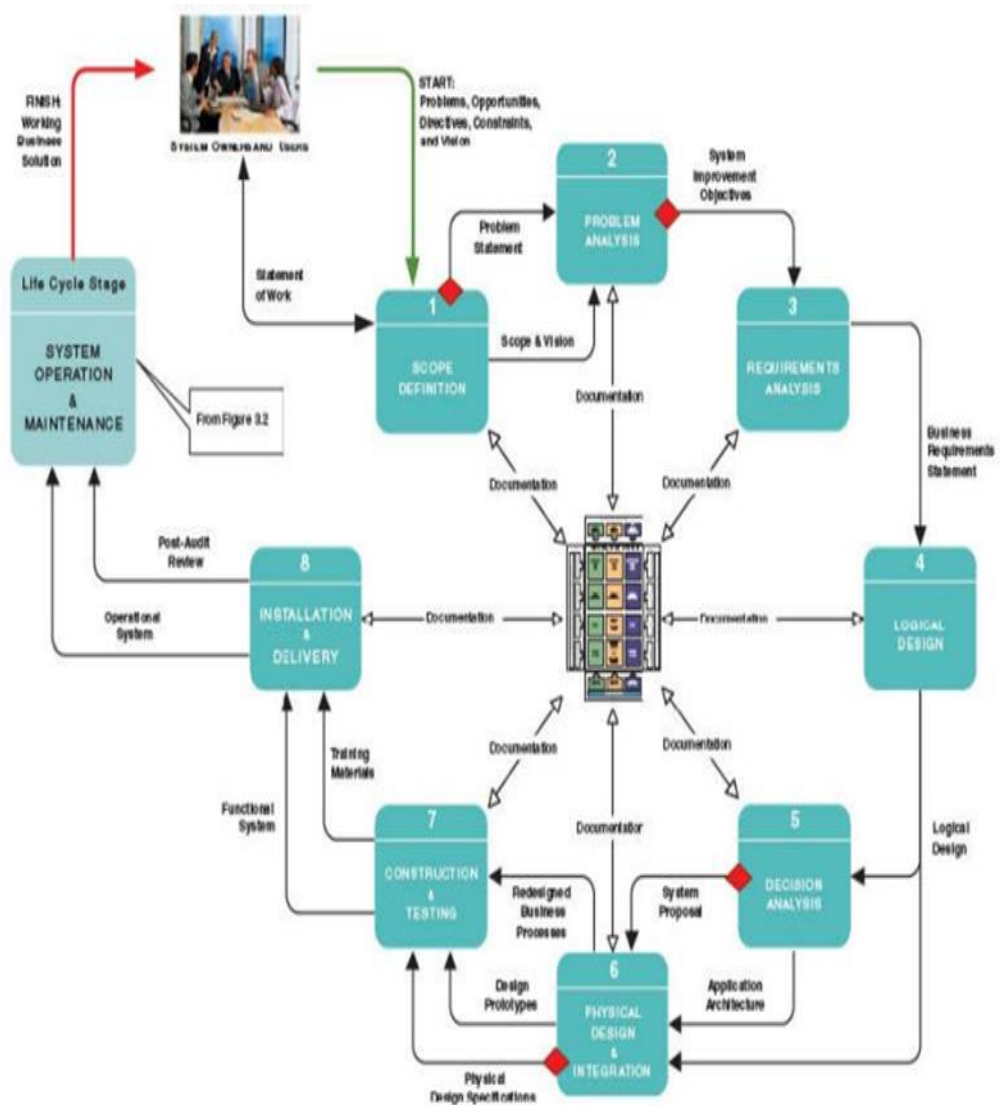 FINISH:
Working
Business
Solution
SYSTEM OWNERS AND USERS
START:
Problems, Opportunities,
Directives, Constraints,
and Vision
Statement
of Work
Problem
Statement
2
PROBLEM
ANALYSIS
System
Improvement
Objectives
Life Cycle Stage
SYSTEM
OPERATION
&
MAINTENANCE
From Figure 3.2
1
SCOPE
DEFINITION
Scope & Vision
3
REQUIREMENTS
ANALYSIS
Documentation
Documentation
Documentation
Business
Requirements
Statement
Post-Audit
Review
Operational
System
8
INSTALLATION
&
DELIVERY
Documentation
Documentation
4
LOGICAL
DESIGN
Documentation
Documentation
Documentation
Training
Materials
Functional
System
7
CONSTRUCTION
&
TESTING
Redesigned
Business
Processes
System
Proposal
5
DECISION
ANALYSIS
Logical
Design
Design
Prototypes
6
PHYSICAL
DESIGN
&
INTEGRATION
Application
Architecture
Physical
Design Specifications